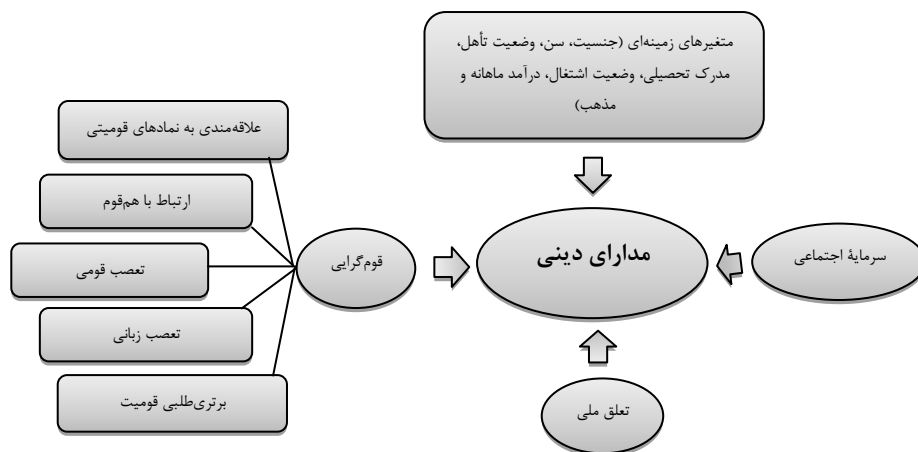 متغیرهای زمینه‌ای (جنسیت، سن، وضعیت تأهل،
مدرک تحصیلی، وضعیت اشتغال، درآمد ماهانه و
مذهب)
علاقه‌مندی به نمادهای قومیتی
ارتباط با هم‌قوم
تعصب قومی
تعصب زبانی
برتری‌طلبی قومیت
قوم‌گرایی
مدارای دینی
سرمایهٔ اجتماعی
تعلق ملی